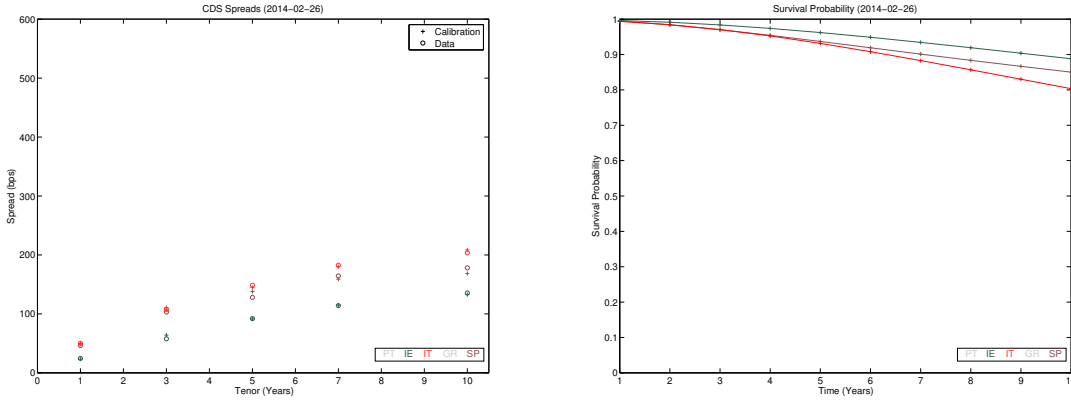 CDS Spreads (2014−02−26)
600
500
400
300
200
100
0
Spread (bps)
Calibration
Data
PT IE IT GR SP
0 1 2 3 4 5 6 7 8 9 10
Tenor (Years)
Survival Probability (2014−02−26)
1
0.9
0.8
0.7
0.6
0.5
0.4
0.3
0.2
0.1
0
Survival Probability
PT IE IT GR SP
1 2 3 4 5 6 7 8 9 1
Time (Years)